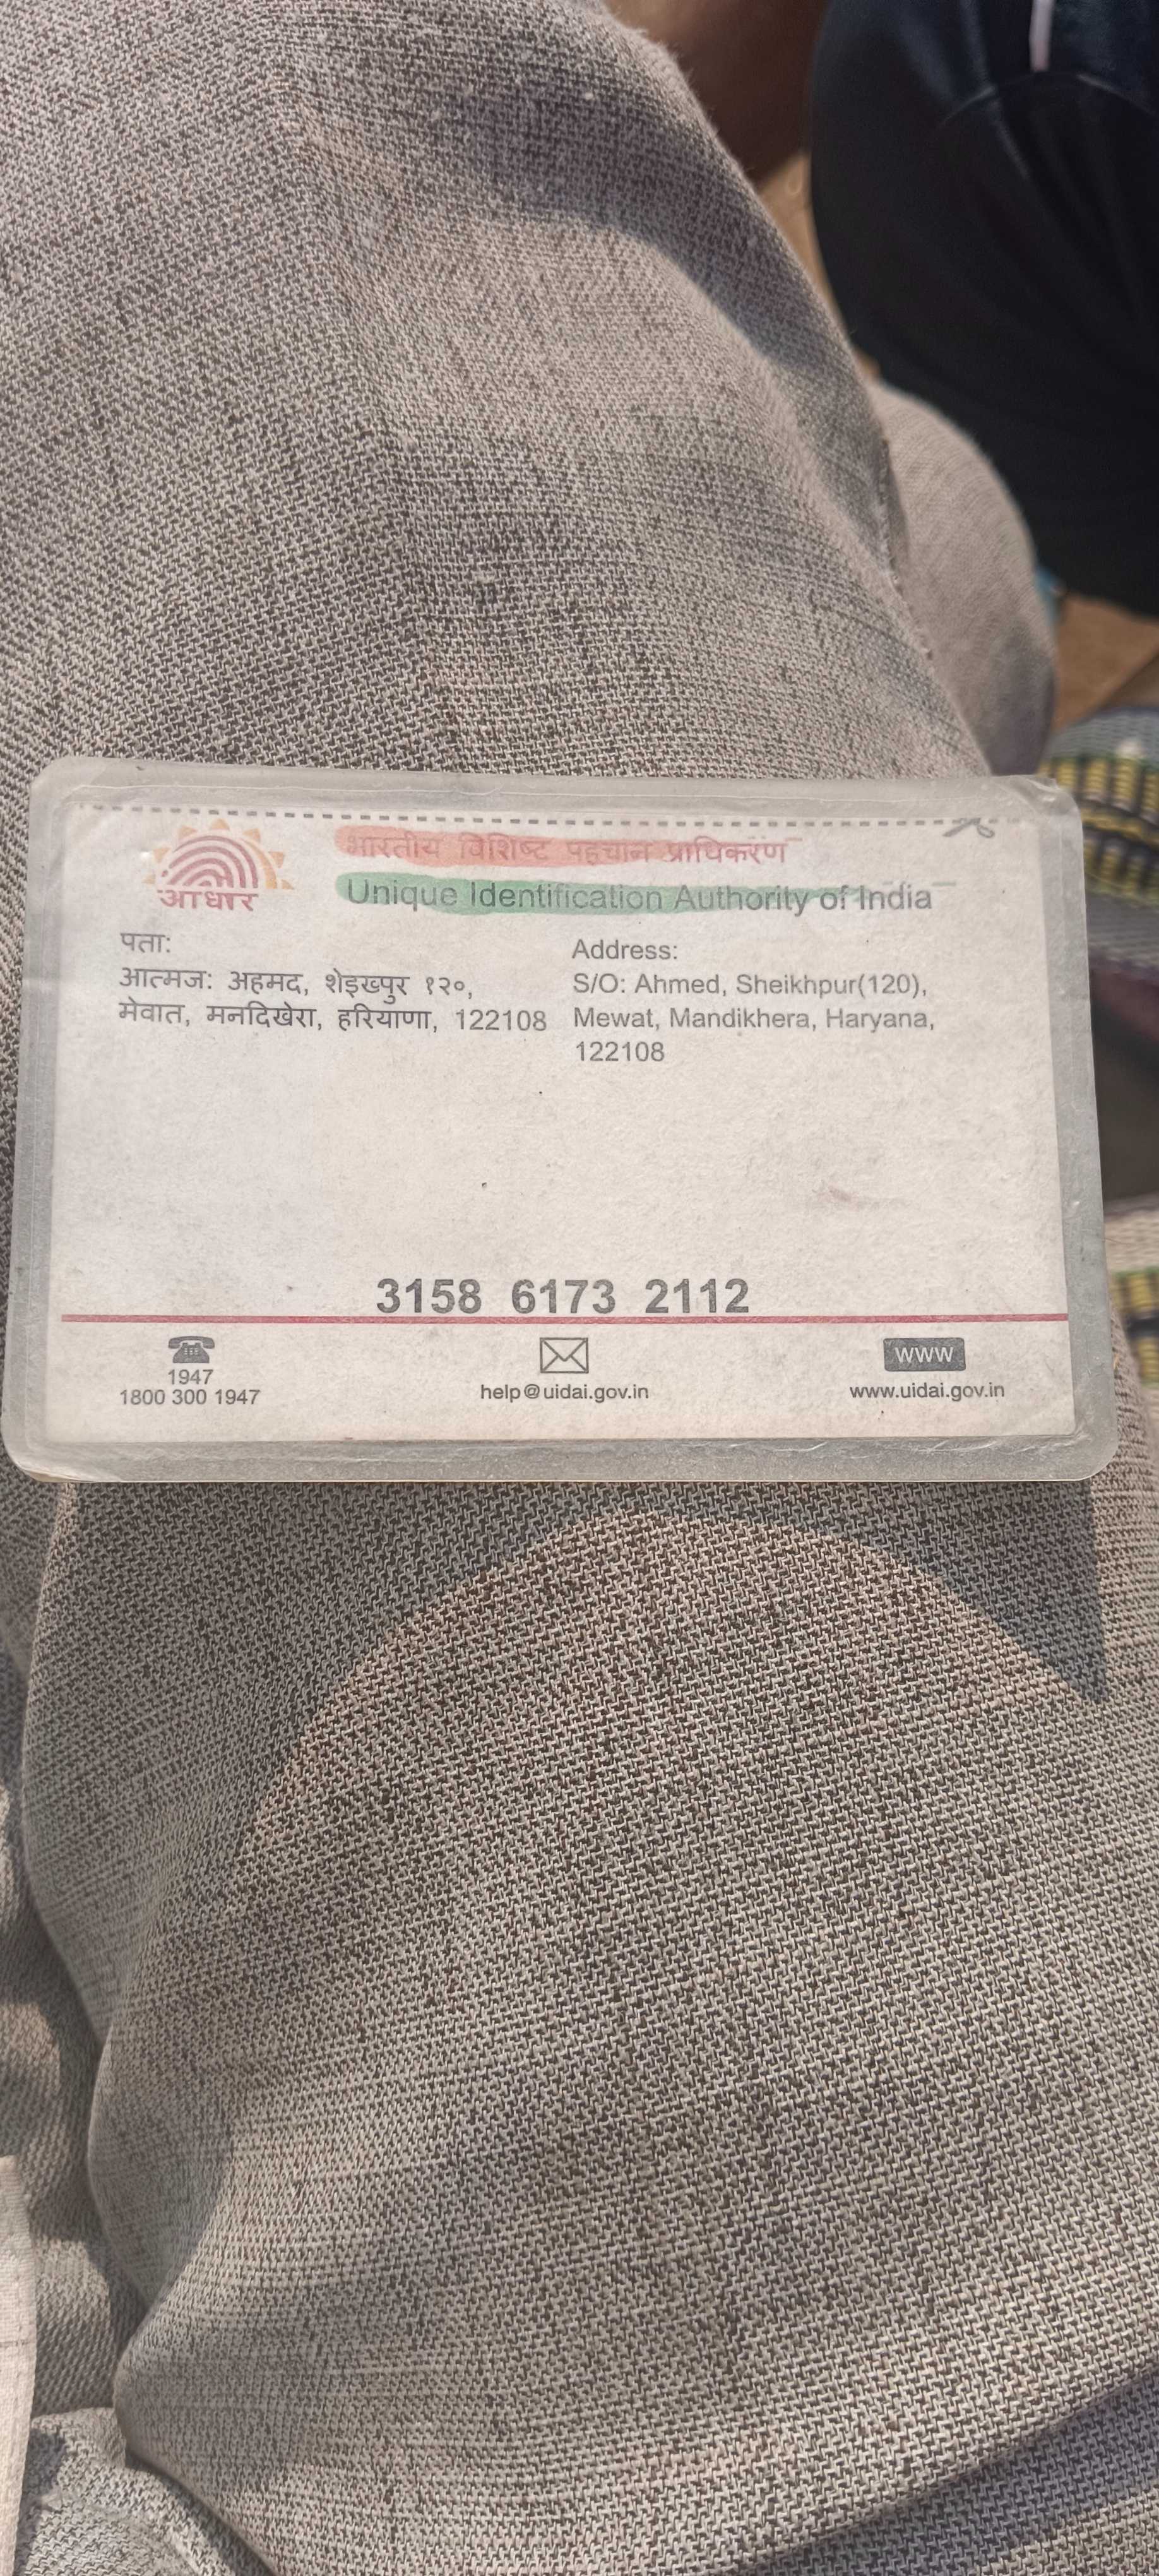 आधार
भारतीय विशिष्ट पहचान प्राधिकरण
Unique Identification Authority of India
पता:
आत्मज: अहमद, शेइख्पुर १२०,
मेवात, मनदिखेरा, हरियाणा, 122108
Address:
S/O: Ahmed, Sheikhpur(120),
Mewat, Mandikhera, Haryana,
122108
3158 6173 2112
1947
1800 300 1947
help@uidai.gov.in
WWW
www.uidai.gov.in